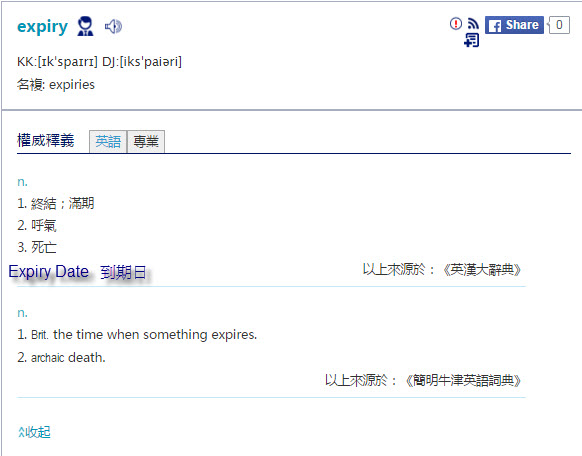 expiry
Share 0
KK:[ɪkˈspaɪrɪ] DJ:[iks'paiəri]
名複: expiries
權威釋義 英語 專業
n.
1. 終結；滿期
2. 呼氣
3. 死亡
以上來源於：《英漢大辭典》
Expiry Date 到期日
n.
1. Brit. the time when something expires.
2. archaic death.
以上來源於：《簡明牛津英語詞典》
收起